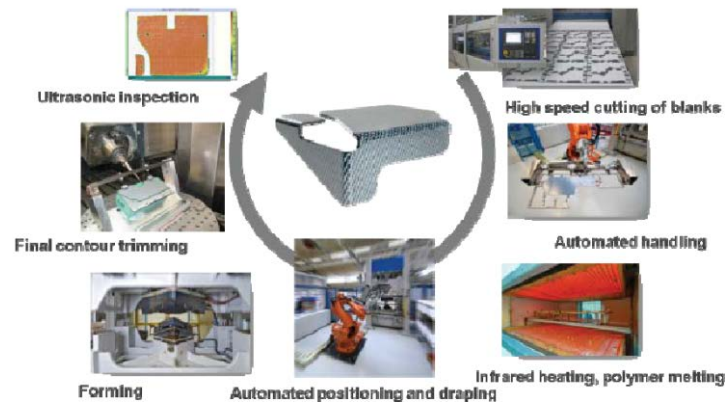 Ultrasonic inspection
High speed cutting of blanks
Final contour trimming
Automated handling
Forming
Automated positioning and draping
Infrared heating, polymer melting